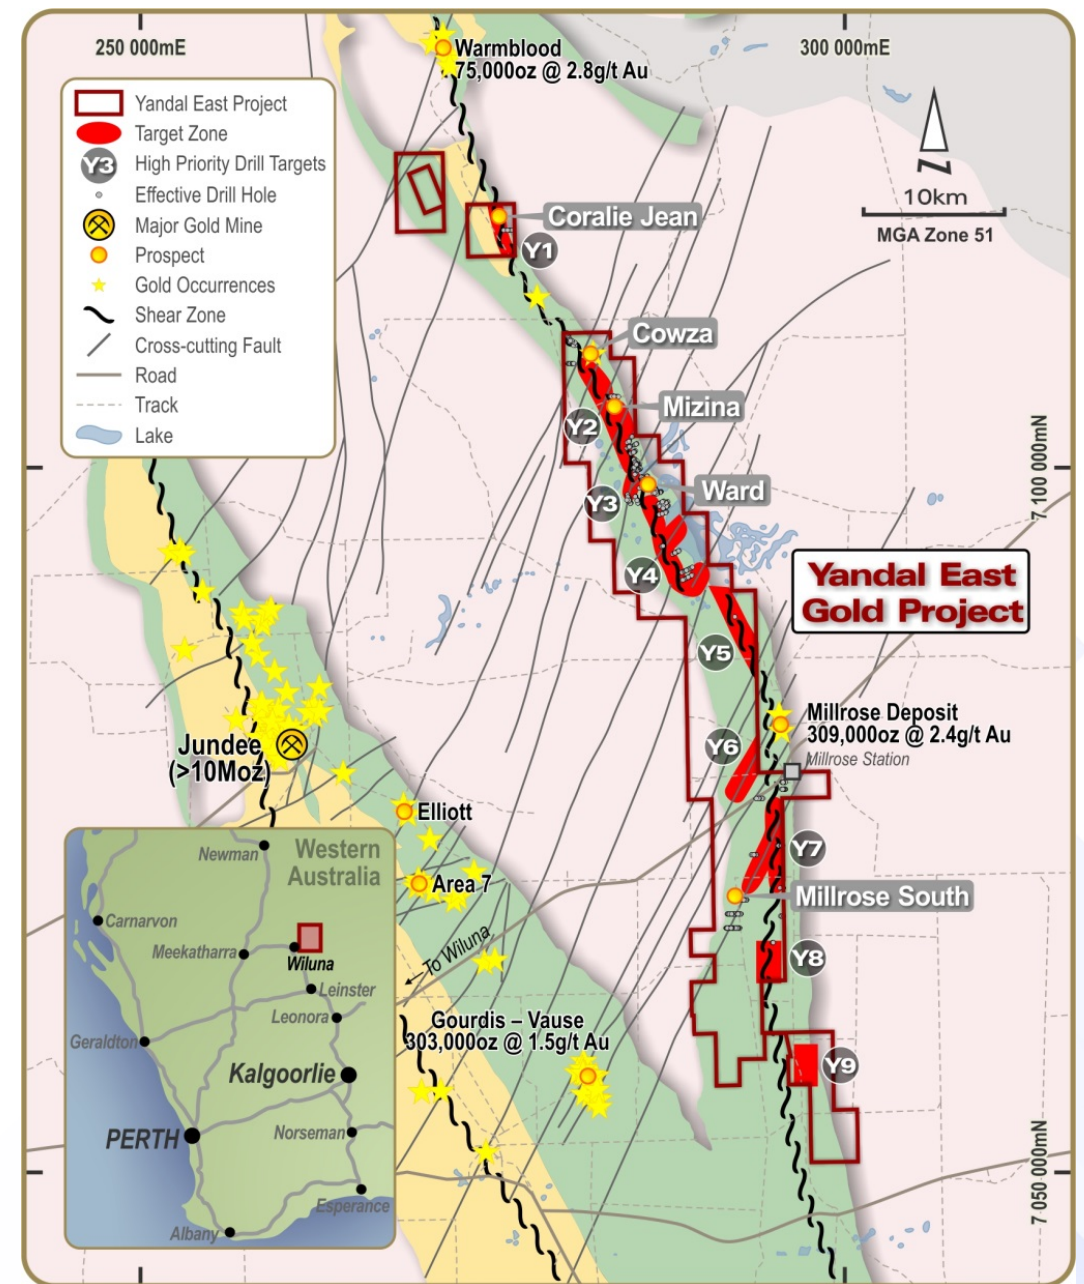 250 000mE
300 000mE
Warmblood
75,000oz @ 2.8g/t Au
Yandal East Project
Target Zone
Y3
High Priority Drill Targets
Effective Drill Hole
Major Gold Mine
Prospect
Gold Occurrences
Shear Zone
Cross-cutting Fault
Road
Track
Lake
N
10km
MGA Zone 51
Coralie Jean
Y1
Cowza
Mizina
Y2
Ward
Y3
7 100 000mN
Y4
Yandal East
Gold Project
Y5
Millrose Deposit
309,000oz @ 2.4g/t Au
Millrose Station
Y6
Jundee
(>10Moz)
Elliott
Y7
Area 7
Millrose South
To Wiluna
Y8
Gourdis – Vause
303,000oz @ 1.5g/t Au
Y9
7 050 000mN
Western
Australia
Newman
Carnarvon
Meekatharra
Wiluna
Leinster
Leonora
Geraldton
Kalgoorlie
PERTH
Norseman
Esperance
Albany